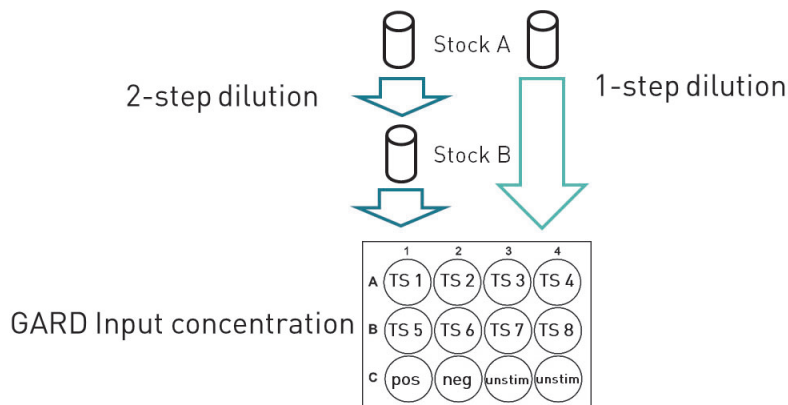 Stock A
2-step dilution
1-step dilution
Stock B
1 2 3 4
A TS 1 TS 2 TS 3 TS 4
GARD Input concentration
B TS 5 TS 6 TS 7 TS 8
C pos neg unstim unstim